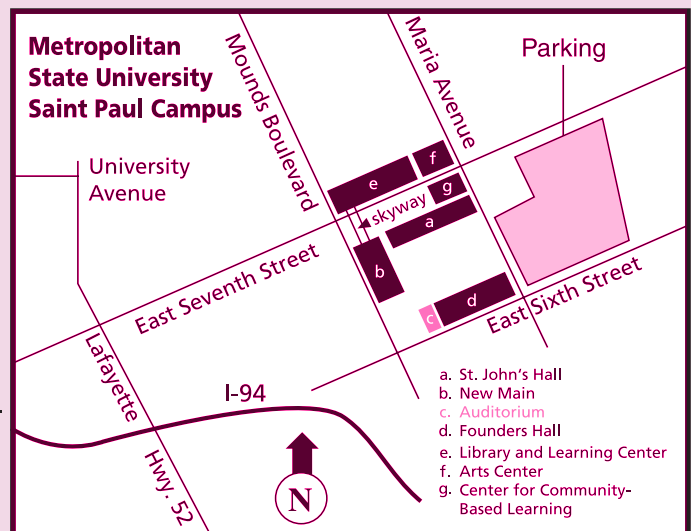 Metropolitan
State University
Saint Paul Campus
Mounds Boulevard
Maria Avenue
Parking
University
Avenue
e
f
g
skyway
a
b
c
d
East Seventh Street
East Sixth Street
Lafayette
Hwy. 52
I-94
N
a. St. John's Hall
b. New Main
c. Auditorium
d. Founders Hall
e. Library and Learning Center
f. Arts Center
g. Center for Community-
Based Learning